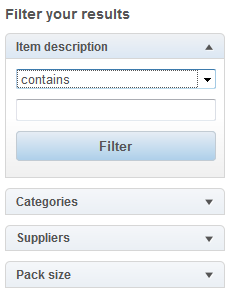 Filter your results
Item description
contains
Filter
Categories
Suppliers
Pack size